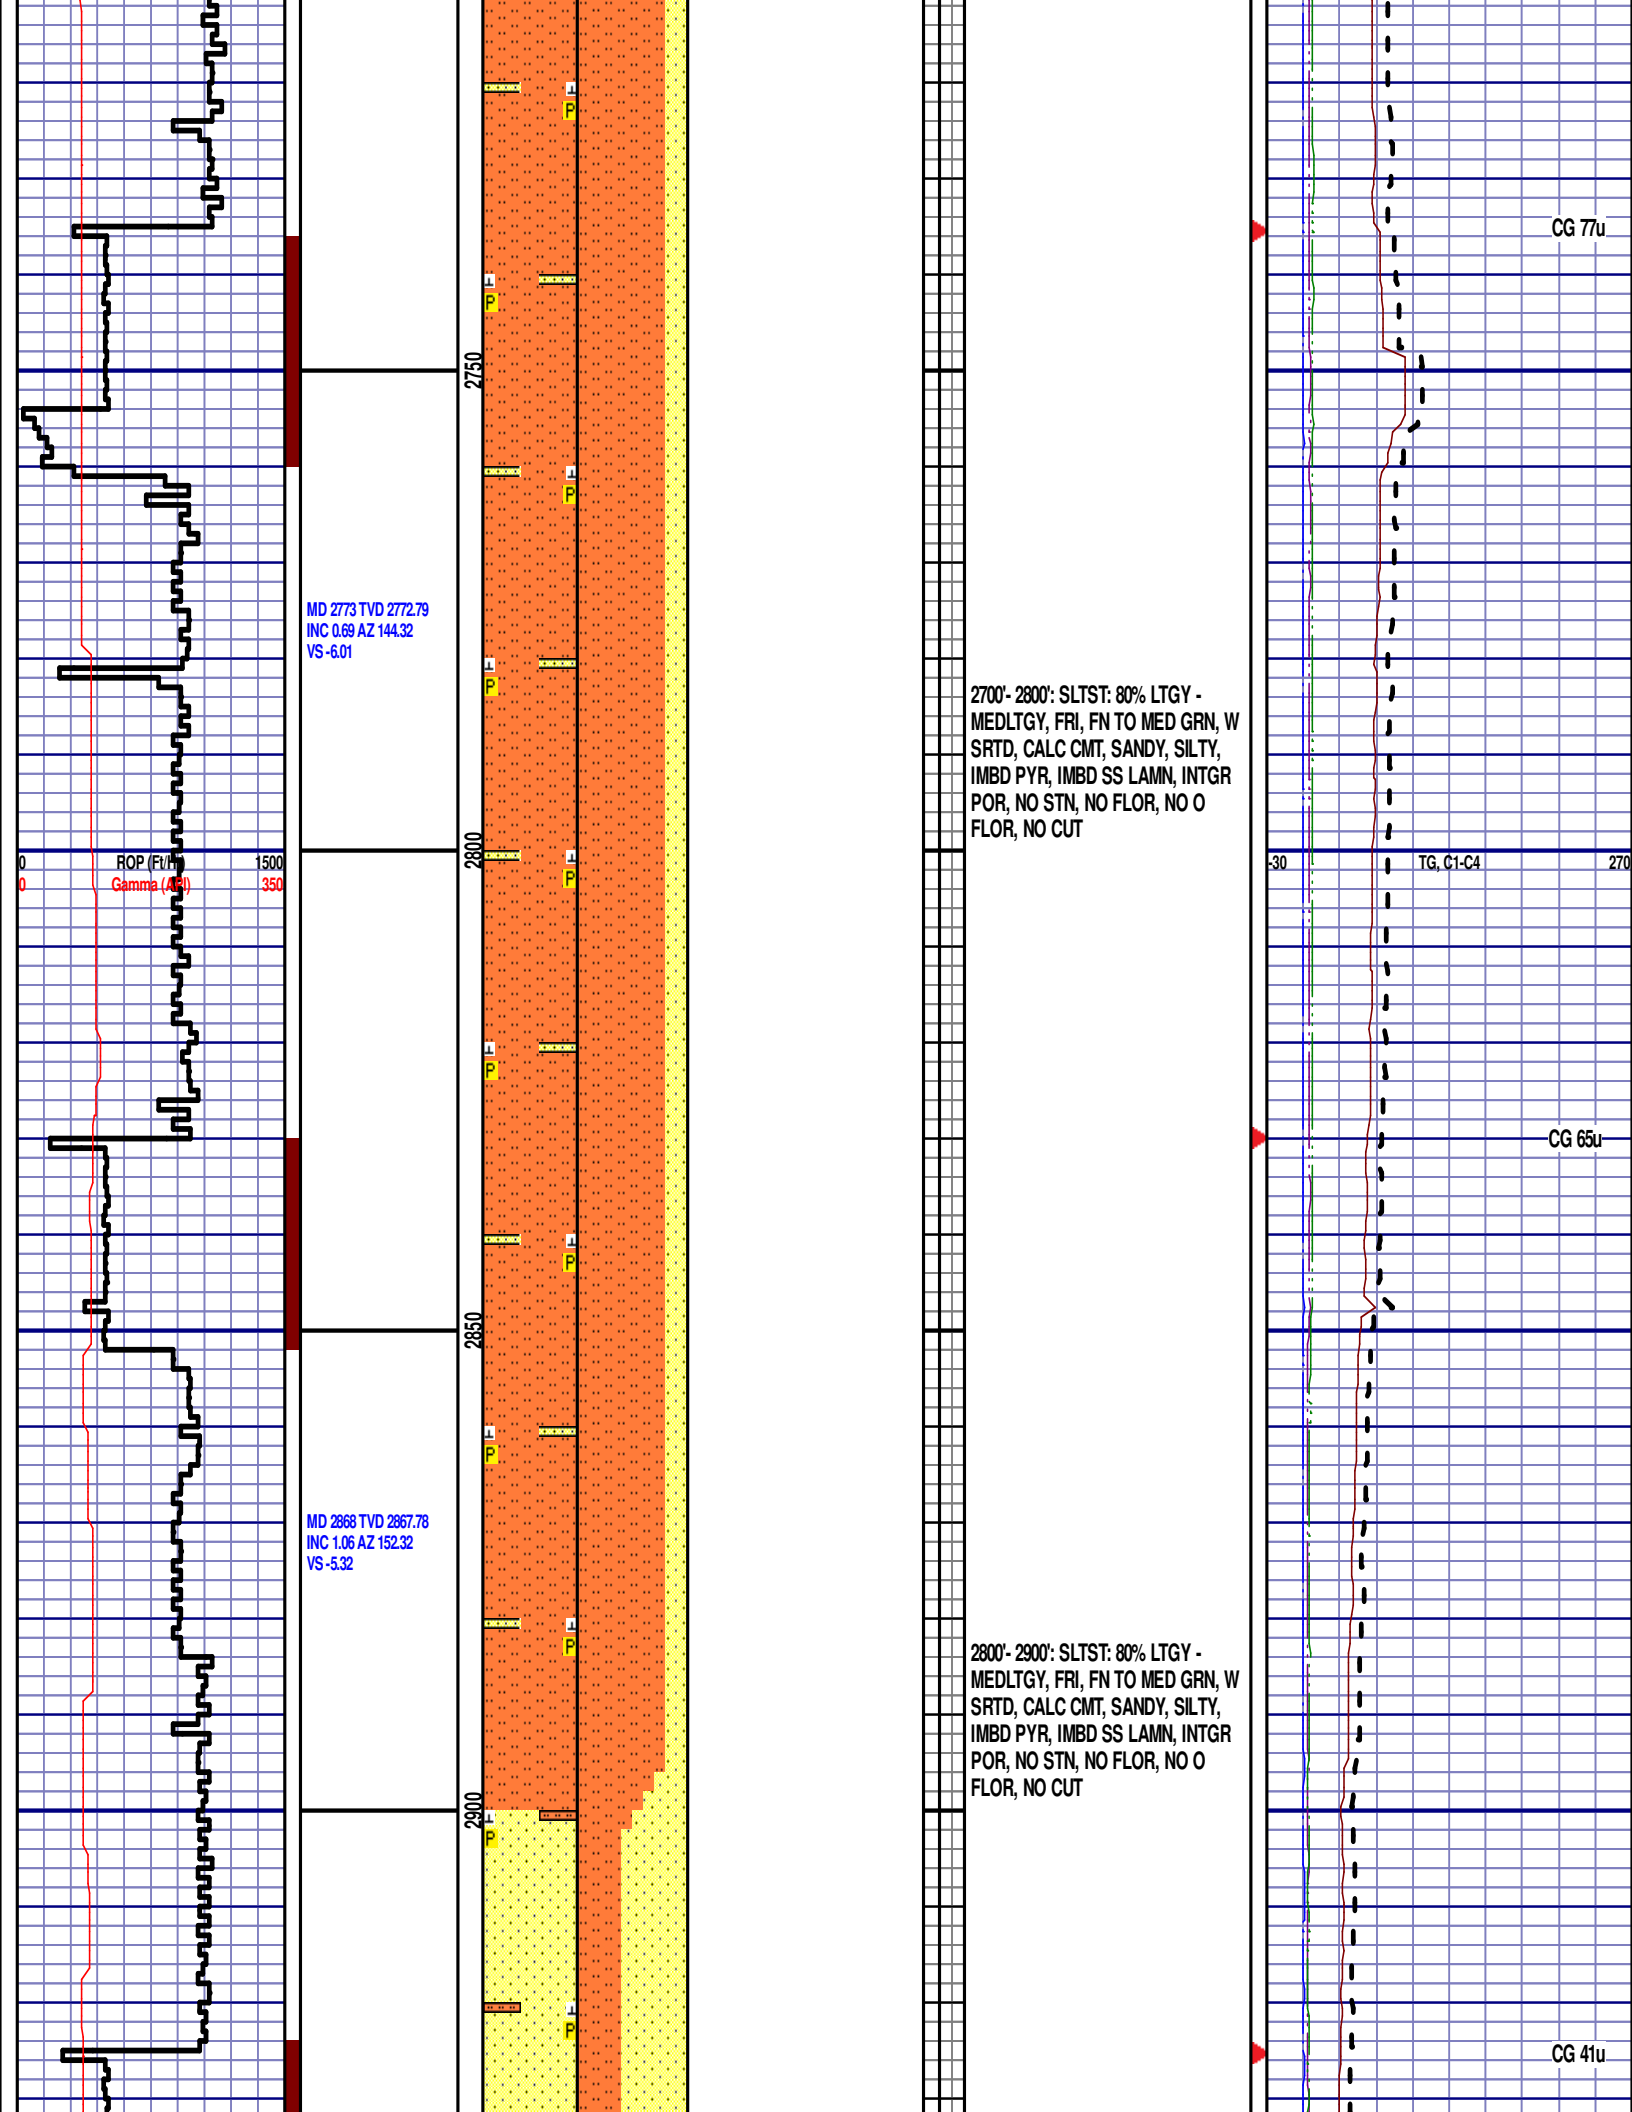 P
CG 77u
P
2750
P
MD 2773 TVD 2772.79
INC 0.69 AZ 144.32
VS -6.01
P
2700'- 2800': SLTST: 80% LTGY -
MEDLTGY, FRI, FN TO MED GRN, W
SRTD, CALC CMT, SANDY, SILTY,
IMBD PYR, IMBD SS LAMN, INTGR
POR, NO STN, NO FLOR, NO O
FLOR, NO CUT
2800
0 ROP (Ft/Hr) 1500
0 Gamma (API) 350
P
-30 TG, C1-C4 270
P
CG 65u
P
2850
P
MD 2868 TVD 2867.78
INC 1.06 AZ 152.32
VS -5.32
P
2800'- 2900': SLTST: 80% LTGY -
MEDLTGY, FRI, FN TO MED GRN, W
SRTD, CALC CMT, SANDY, SILTY,
IMBD PYR, IMBD SS LAMN, INTGR
POR, NO STN, NO FLOR, NO O
FLOR, NO CUT
2900
P
P
CG 41u